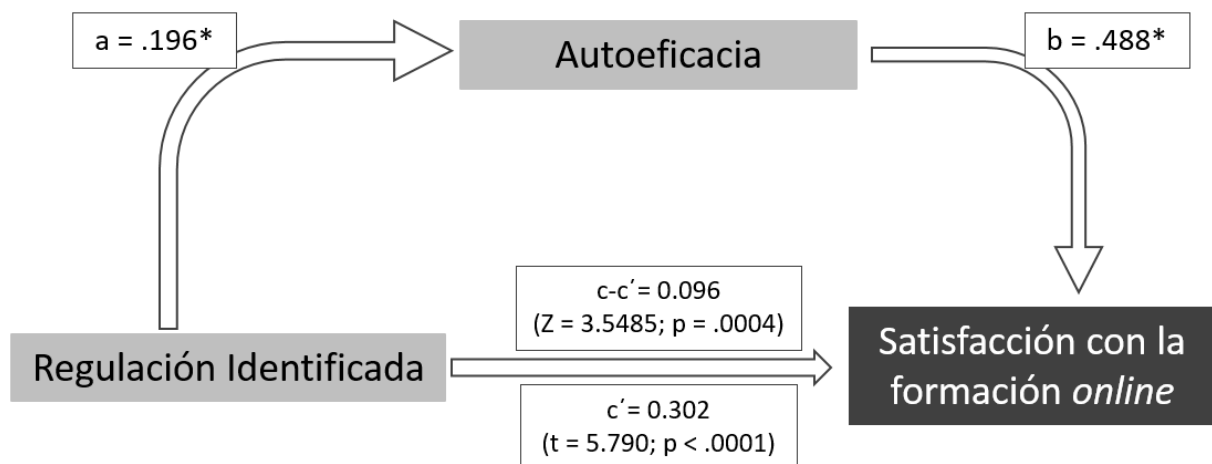 a = .196*
Autoeficacia
b = .488*
c-c´= 0.096
(Z = 3.5485; p = .0004)
Regulación Identificada
c´= 0.302
(t = 5.790; p < .0001)
Satisfacción con la
formación online